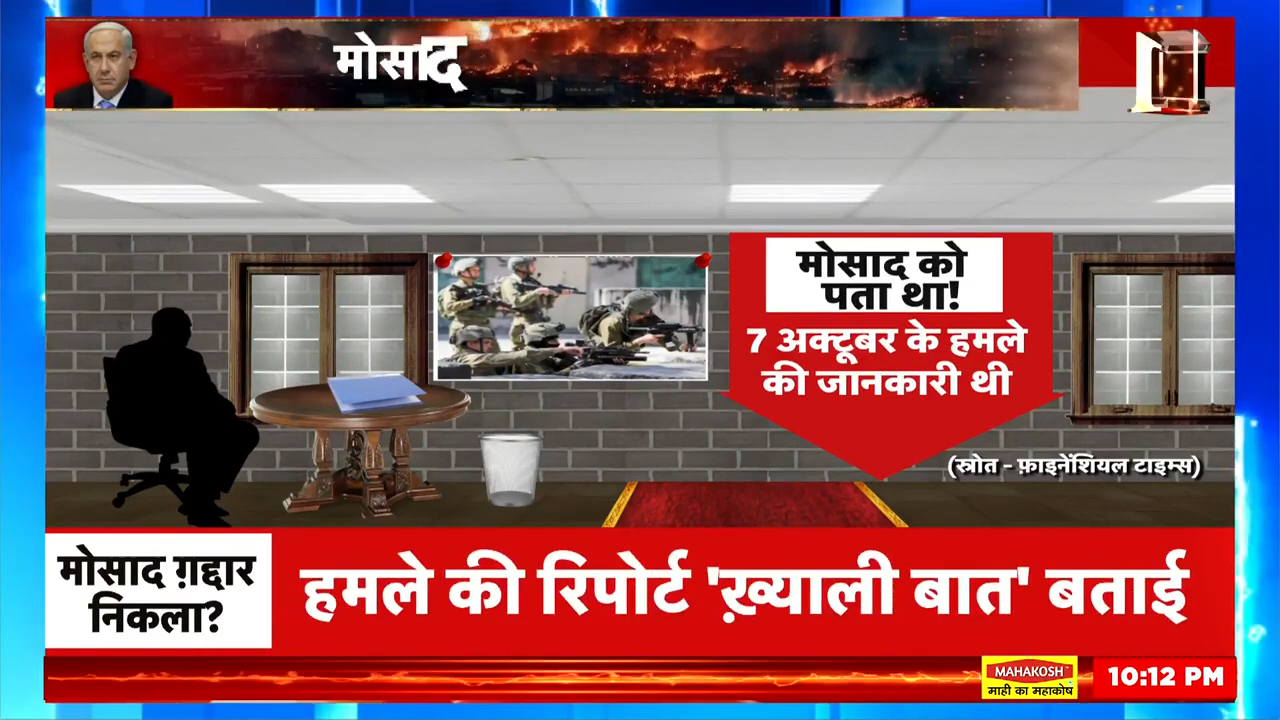 मोसाद
मोसाद को
पता था!
7 अक्टूबर के हमले
की जानकारी थी
(स्रोत - फ़ाइनेंशियल टाइम्स)
मोसाद ग़द्दार
निकला?
हमले की रिपोर्ट 'ख़्याली बात' बताई
MAHAKOSH
माही का महाकोष
10:12 PM